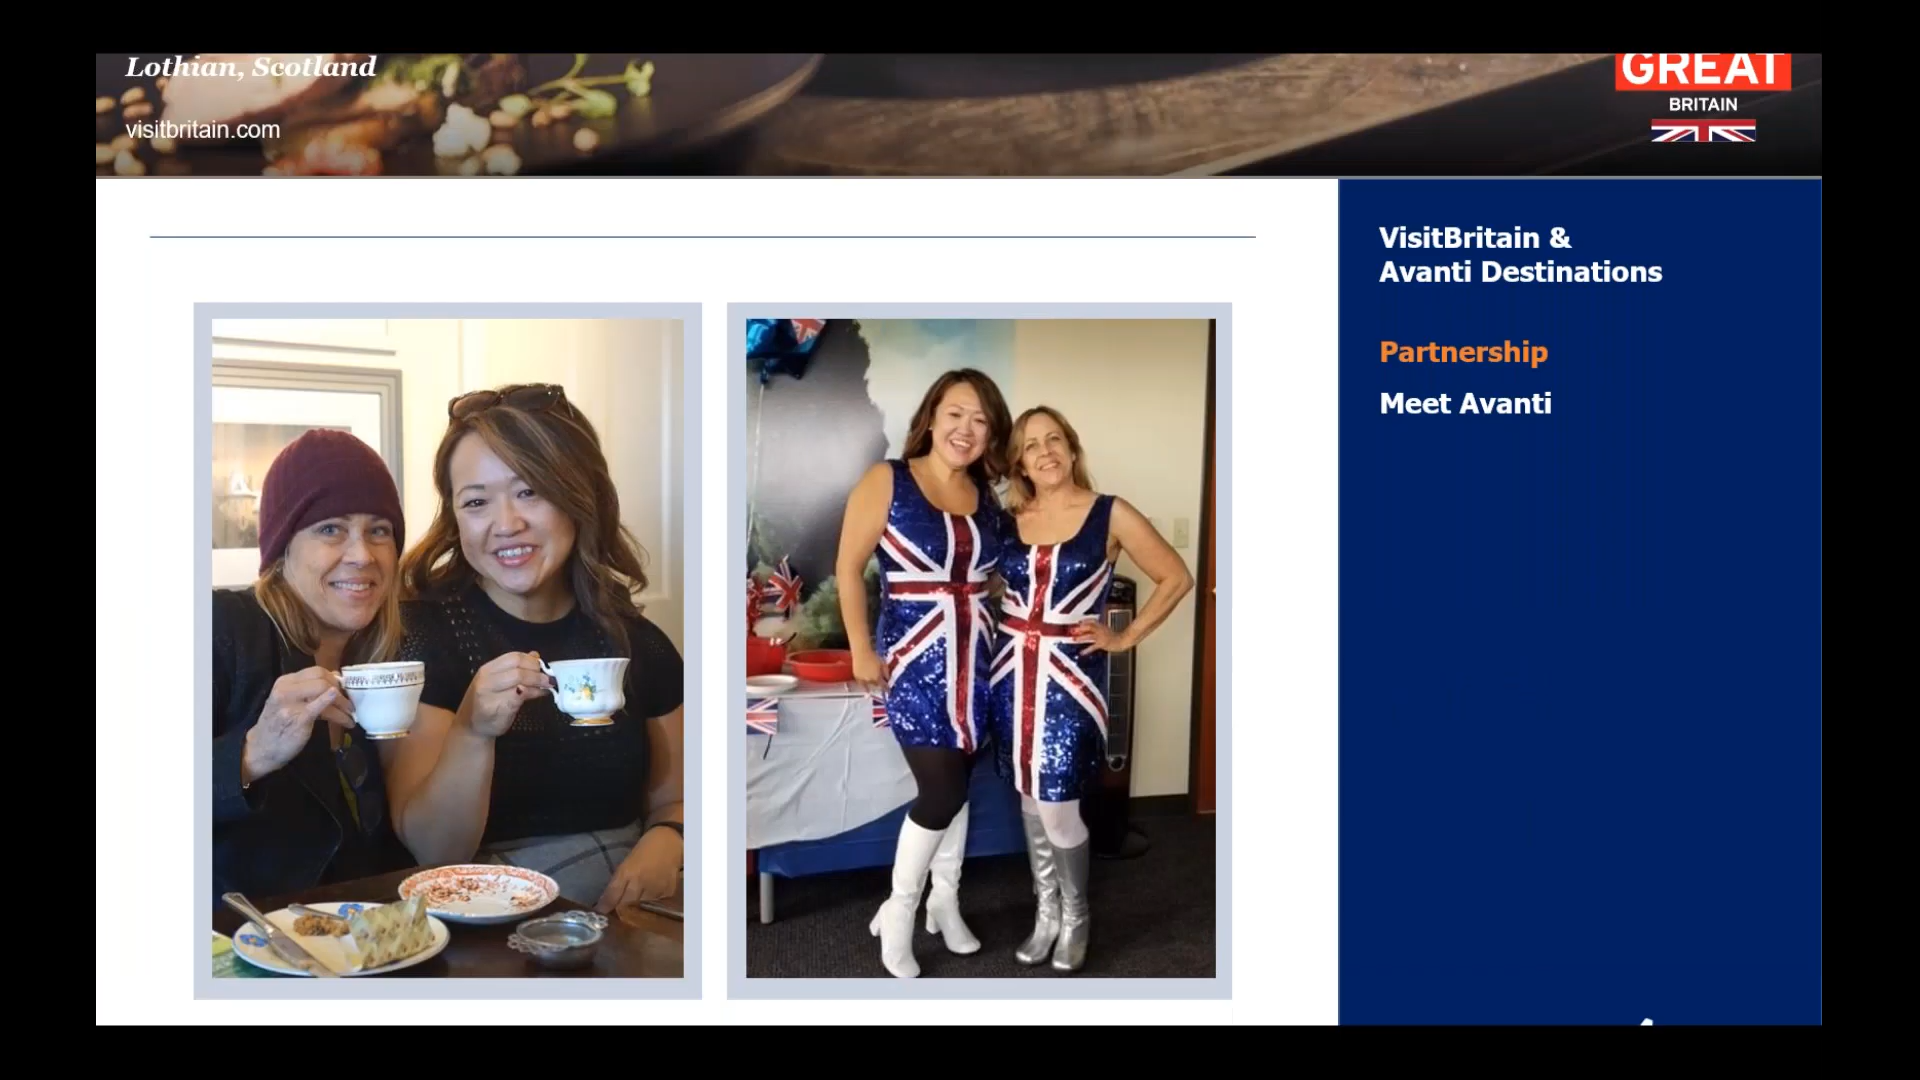 Lothian, Scotland
visitbritain.com
GREAT
BRITAIN
VisitBritain &
Avanti Destinations
Partnership
Meet Avanti